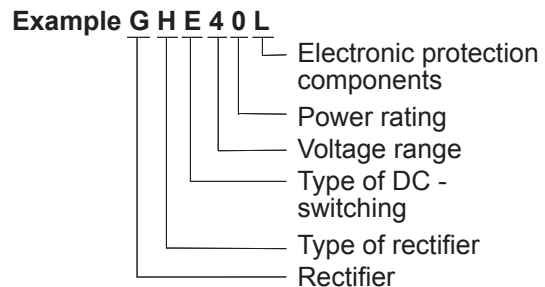 Example G H E 4 0 L
Electronic protection
components
Power rating
Voltage range
Type of DC -
switching
Type of rectifier
Rectifier